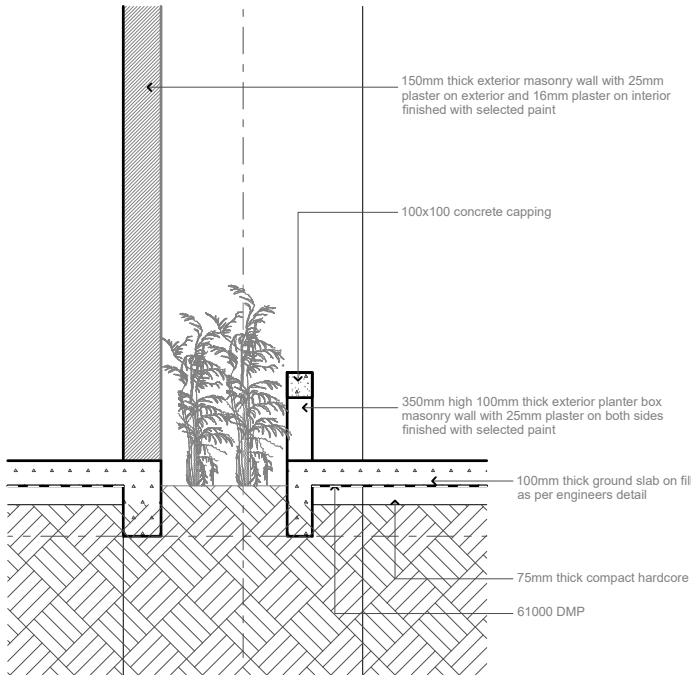 150mm thick exterior masonry wall with 25mm
plaster on exterior and 16mm plaster on interior
finished with selected paint
100x100 concrete capping
350mm high 100mm thick exterior planter box
masonry wall with 25mm plaster on both sides
finished with selected paint
100mm thick ground slab on fill
as per engineers detail
75mm thick compact hardcore
61000 DMP